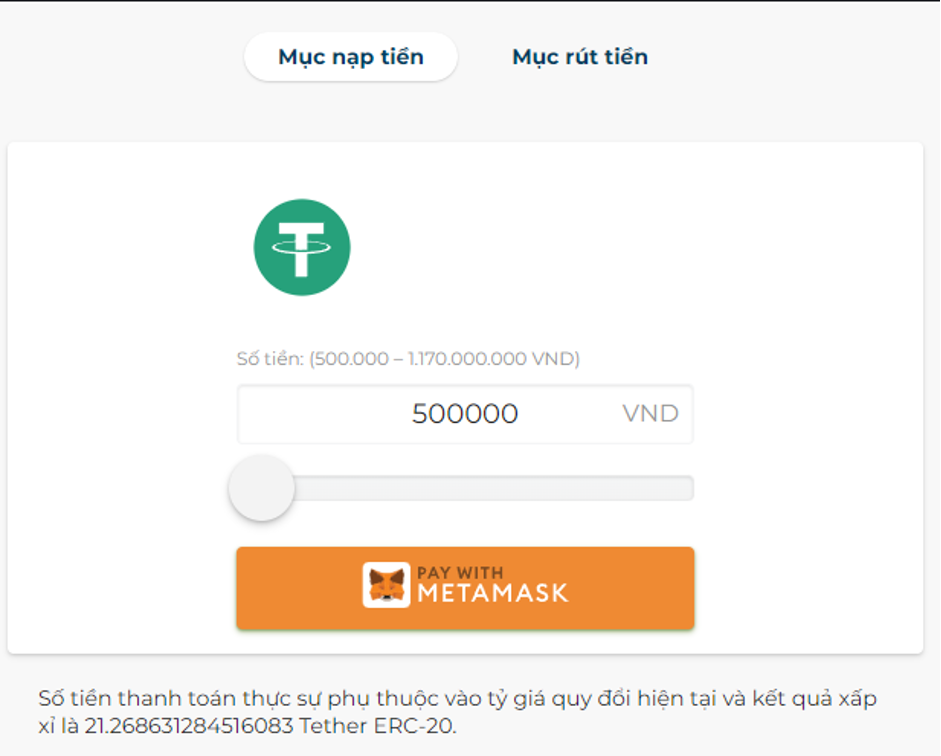 Mục nạp tiền Mục rút tiền
Số tiền: (500.000 – 1.170.000.000 VND)
500000 VND
PAY WITH
METAMASK
Số tiền thanh toán thực sự phụ thuộc vào tỷ giá quy đổi hiện tại và kết quả xấp
xỉ là 21.268631284516083 Tether ERC-20.